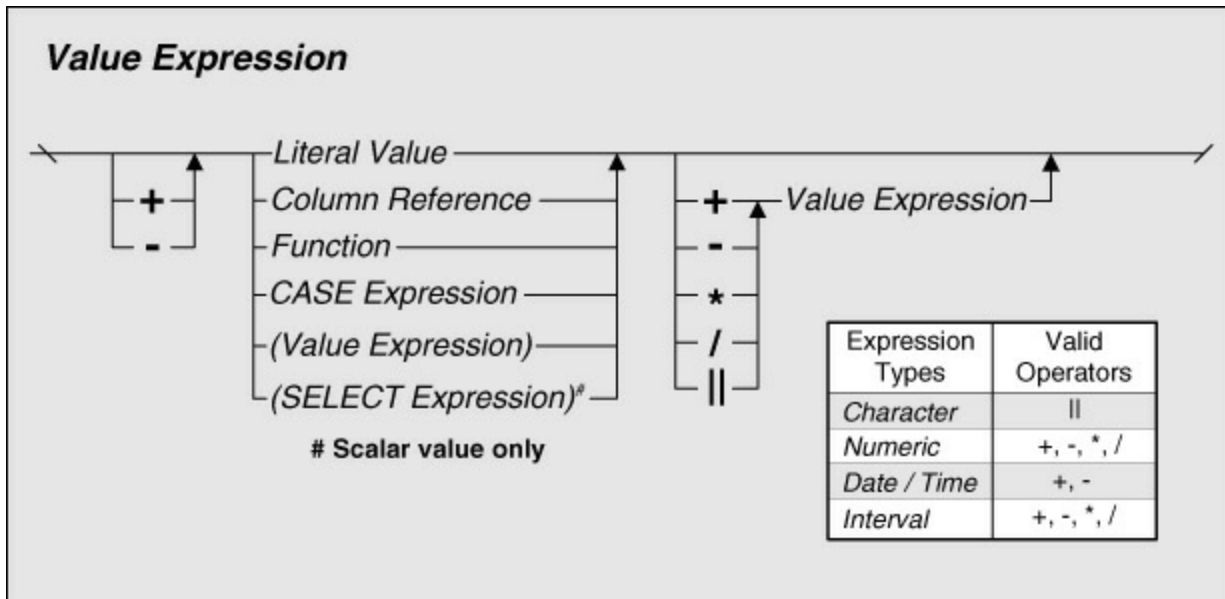 Value Expression
Literal Value
+ Column Reference + Value Expression
- Function -
CASE Expression *
(Value Expression) /
(SELECT Expression)# ||
# Scalar value only
Expression Types Valid Operators
Character ||
Numeric +, -, *, /
Date / Time +, -
Interval +, -, *, /